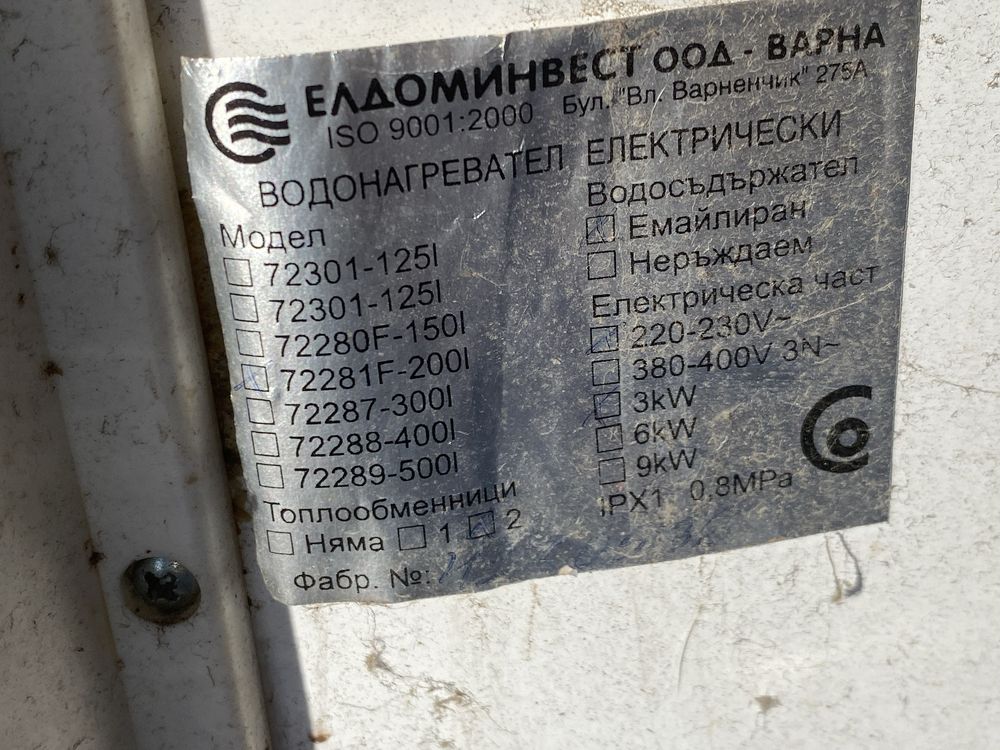 ЕЛДОМИНВЕСТ ООД - ВАРНА
ISO 9001:2000 Бул. "Вл. Варненчик" 275А
ВОДОНАГРЕВАТЕЛ ЕЛЕКТРИЧЕСКИ
Модел
72301-125l
72301-125l
72280F-150l
72281F-200l
72287-300l
72288-400l
72289-500l
Топлообменници
Няма 1 2
Фабр. №:
Водосъдържател
Емайлиран
Неръждаем
Електрическа част
220-230V~
380-400V 3N~
3kW
6kW
9kW
IPX1 0,8MPa